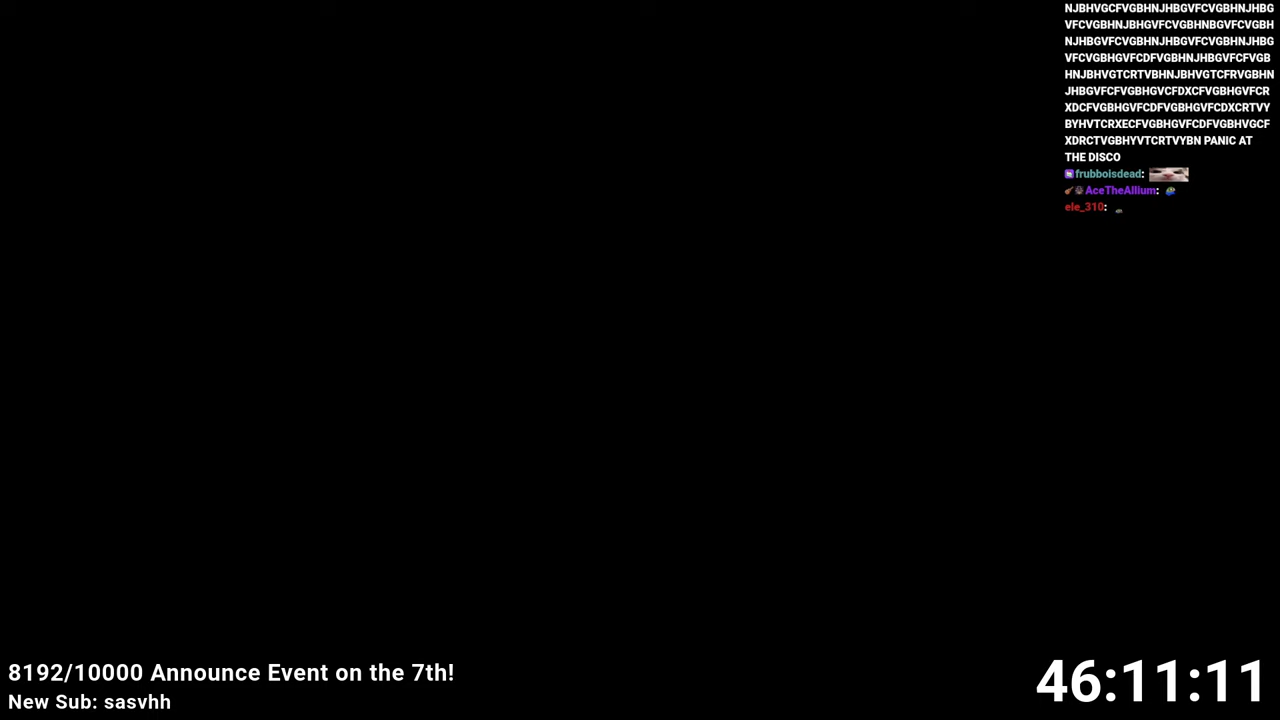 NJBHVGCFVGBHNJHBGVFCVGBHNJHBG
VFCVGBHNJBHGVFCVGBHNBGVFCVGBH
NJHBGVFCVGBHNJHBGVFCVGBHNJHBG
VFCVGBHGVFCDFVGBHNJHBGVFCFVGB
HNJBHVGTCRTVBHNJBHVGTCFRVGBHN
JHBGVFCFVGBHGVCFDXCFVGBHGVFCR
XDCFVGBHGVFCDFVGBHGVFCDXCRTVY
BYHVTCRXECFVGBHGVFCDFVGBHVGCF
XDRCTVGBHYVTCRTVYBN PANIC AT
THE DISCO
frubboisdead:
AceTheAllium:
ele_310:
8192/10000 Announce Event on the 7th!
New Sub: sasvhh
46:11:11